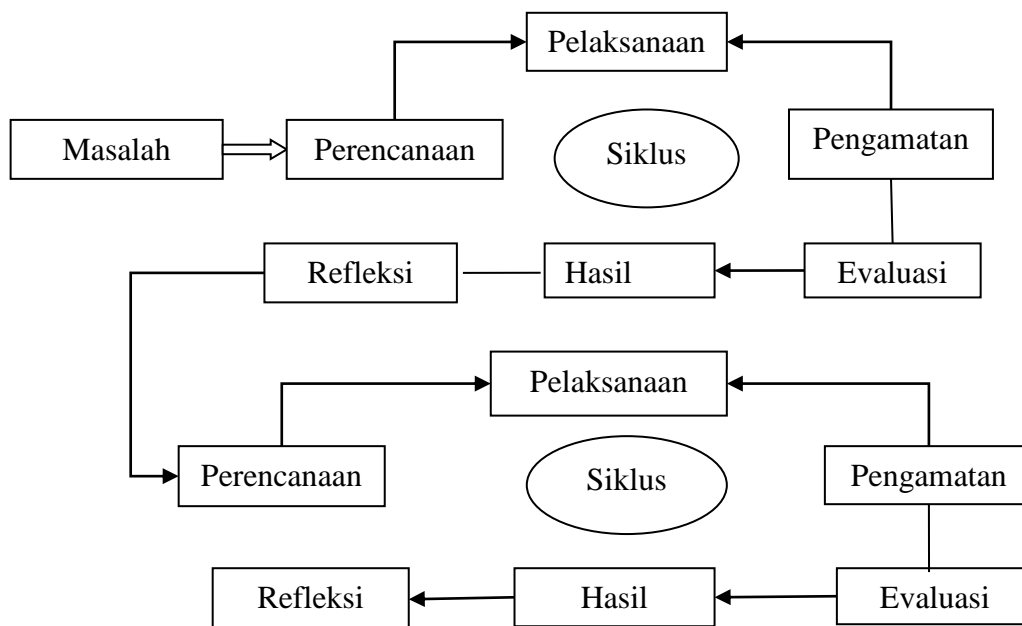 Pelaksanaan
Masalah
Perencanaan
Siklus
Pengamatan
Refleksi
Hasil
Evaluasi
Pelaksanaan
Perencanaan
Siklus
Pengamatan
Refleksi
Hasil
Evaluasi